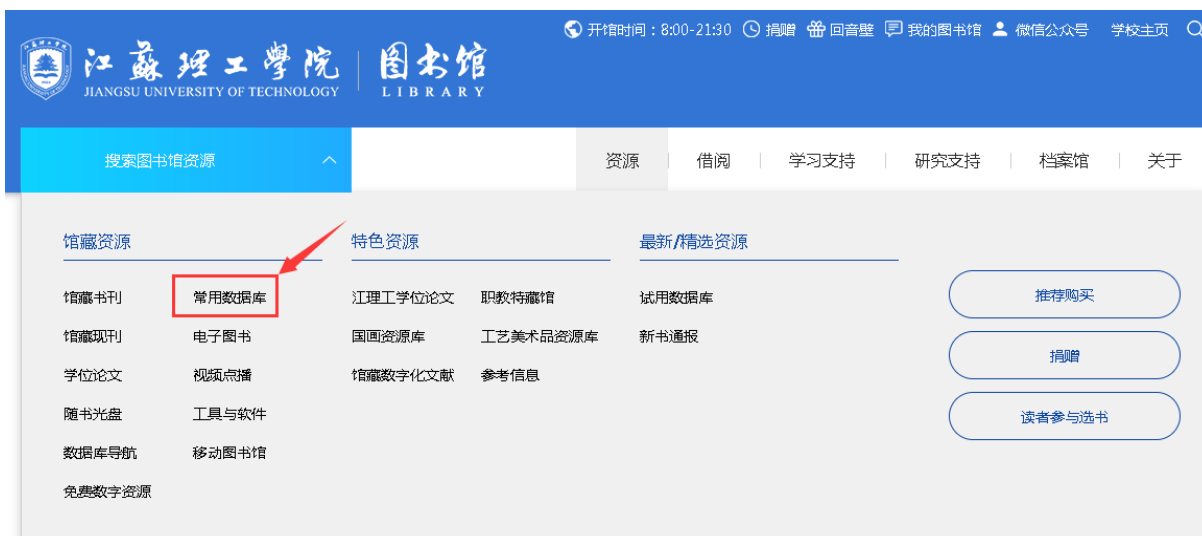 开馆时间：8:00-21:30 捐赠 回音壁 我的图书馆 微信公众号 学校主页
江蘇理工學院 图书馆
JIANGSU UNIVERSITY OF TECHNOLOGY LIBRARY
搜索图书馆资源 资源 借阅 学习支持 研究支持 档案馆 关于
馆藏资源 特色资源 最新/精选资源
馆藏书刊 常用数据库 江理工学位论文 职教特藏馆 试用数据库 推荐购买
馆藏现刊 电子图书 国画资源库 工艺美术品资源库 新书通报
捐赠
学位论文 视频点播 馆藏数字化文献 参考信息
随书光盘 工具与软件 读者参与选书
数据库导航 移动图书馆
免费数字资源